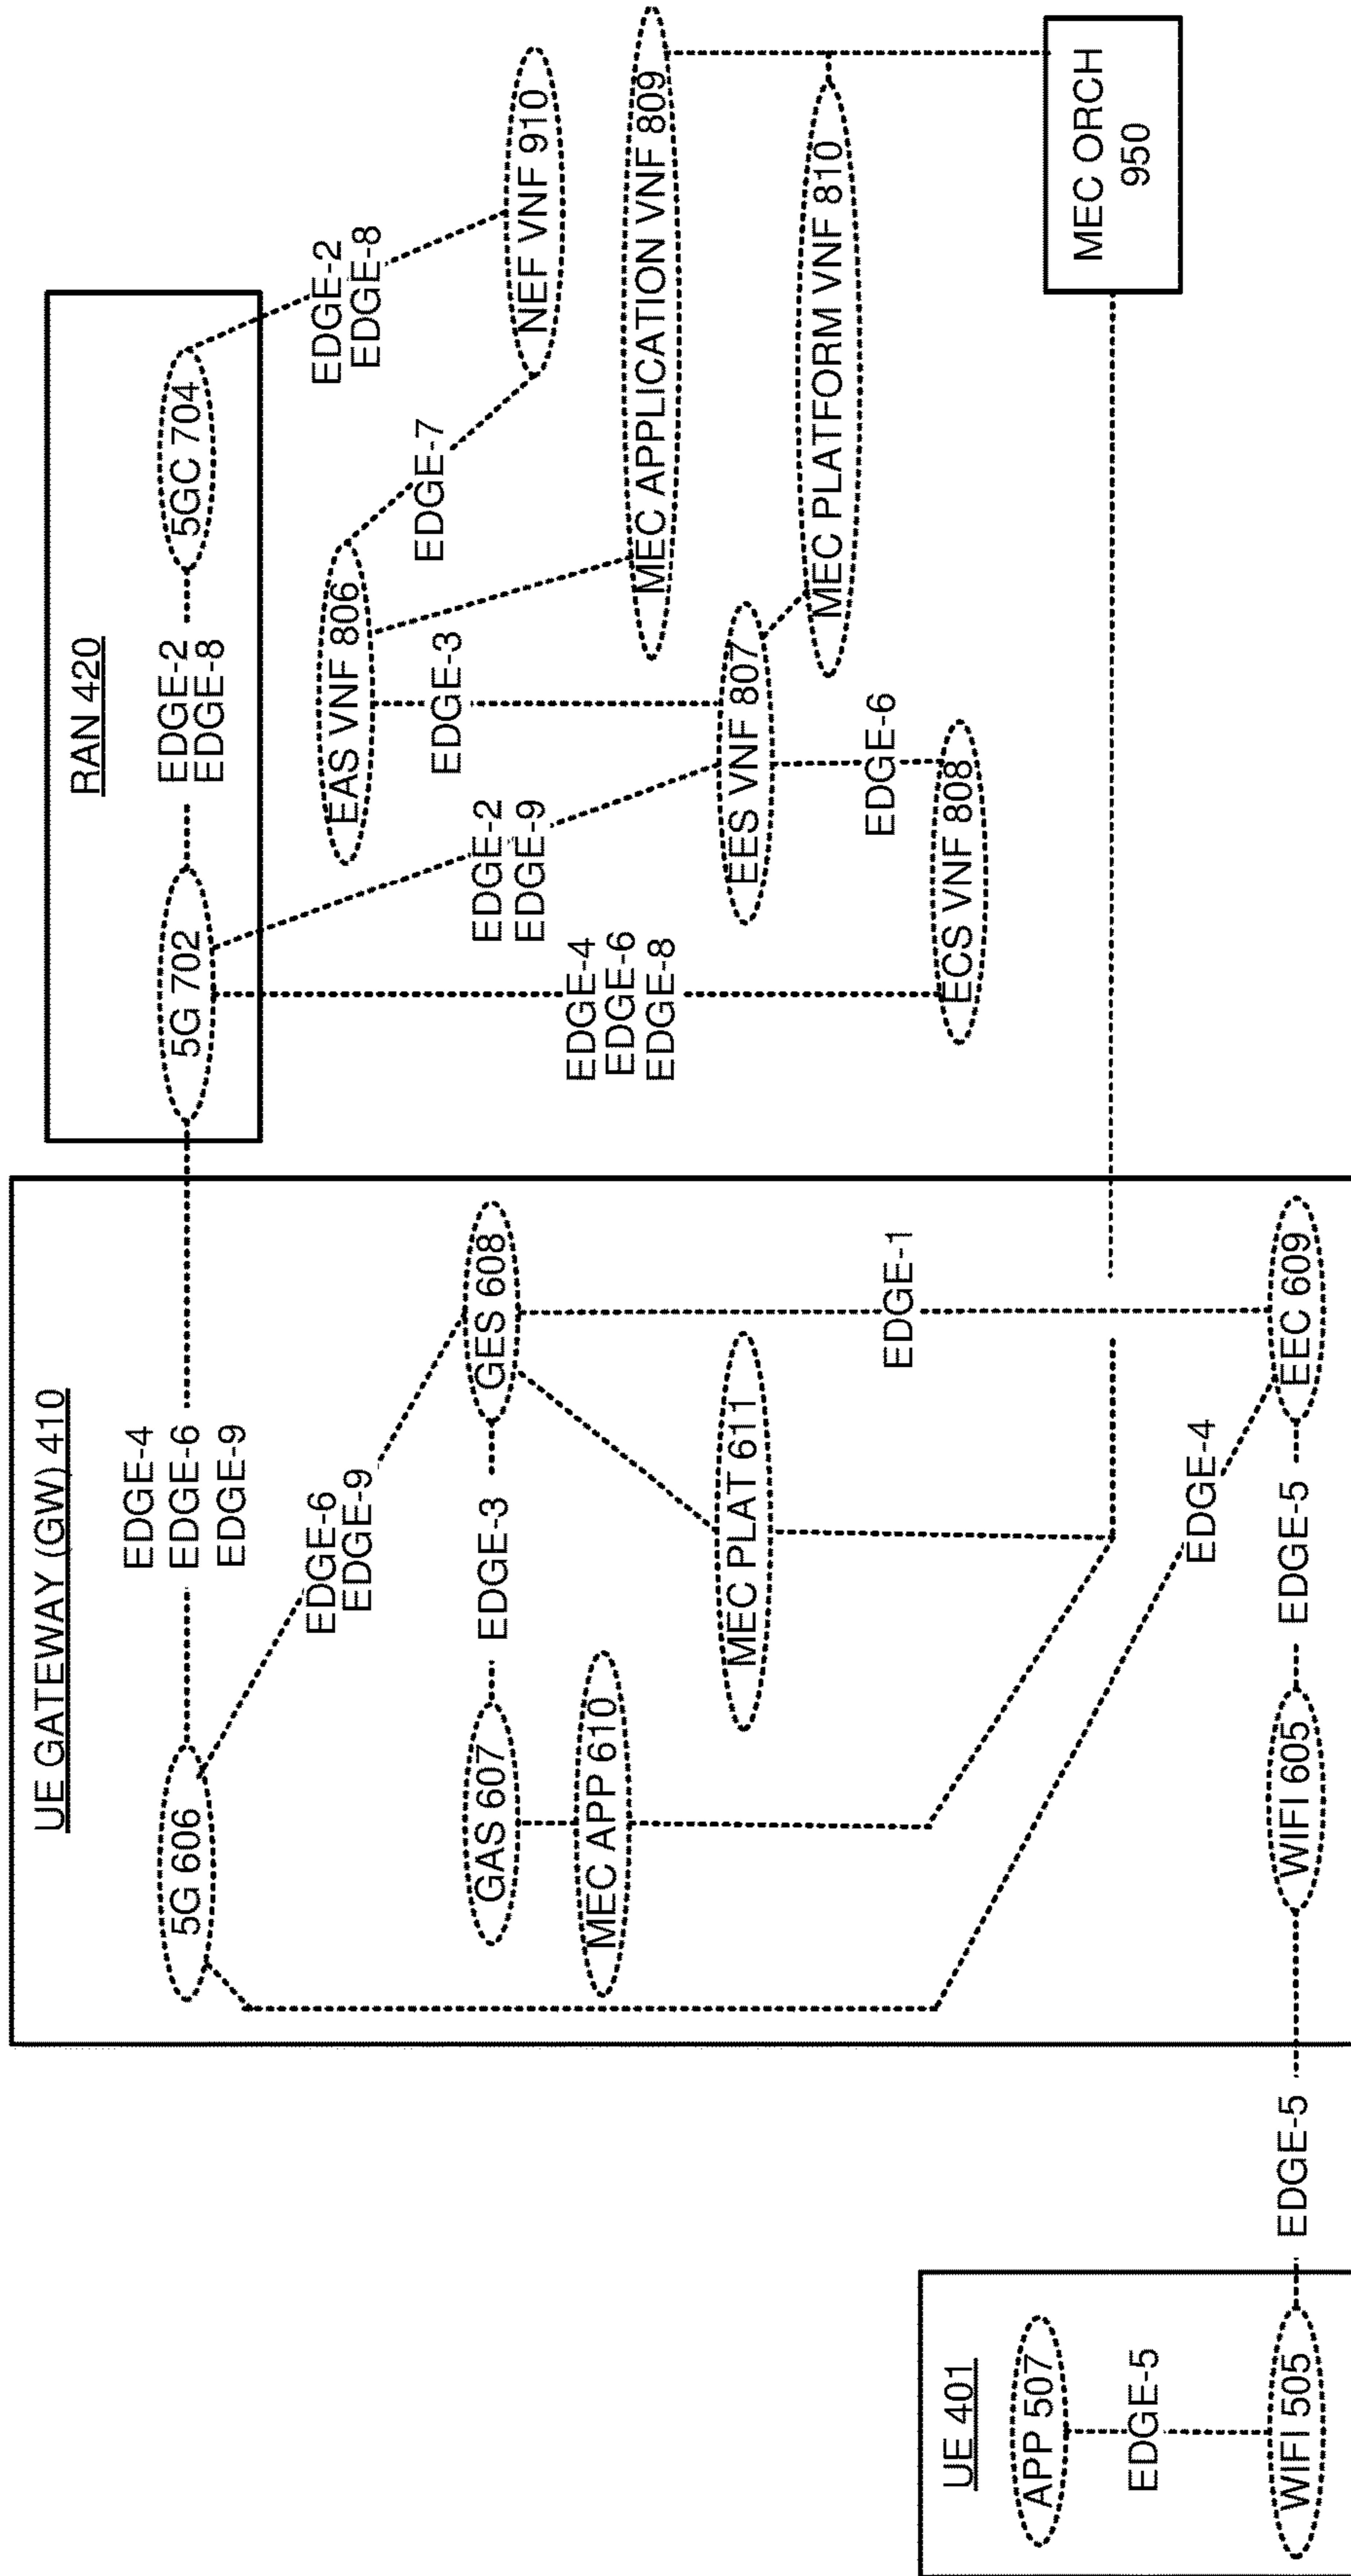 UE 401
APP 507
EDGE-5
WIFI 505
EDGE-5
UE GATEWAY (GW) 410
5G 606
EDGE-4
EDGE-6
EDGE-9
EDGE-6
EDGE-9
GAS 607
EDGE-3
GES 608
MEC APP 610
MEC PLAT 611
EDGE-1
EDGE-4
WIFI 605
EDGE-5
EEC 609
RAN 420
5G 702
EDGE-2
EDGE-8
5GC 704
EDGE-2
EDGE-8
EAS VNF 806
EDGE-7
NEF VNF 910
EDGE-3
EDGE-2
EDGE-9
EDGE-4
EDGE-6
EDGE-8
MEC APPLICATION VNF 809
EES VNF 807
MEC PLATFORM VNF 810
EDGE-6
ECS VNF 808
MEC ORCH
950